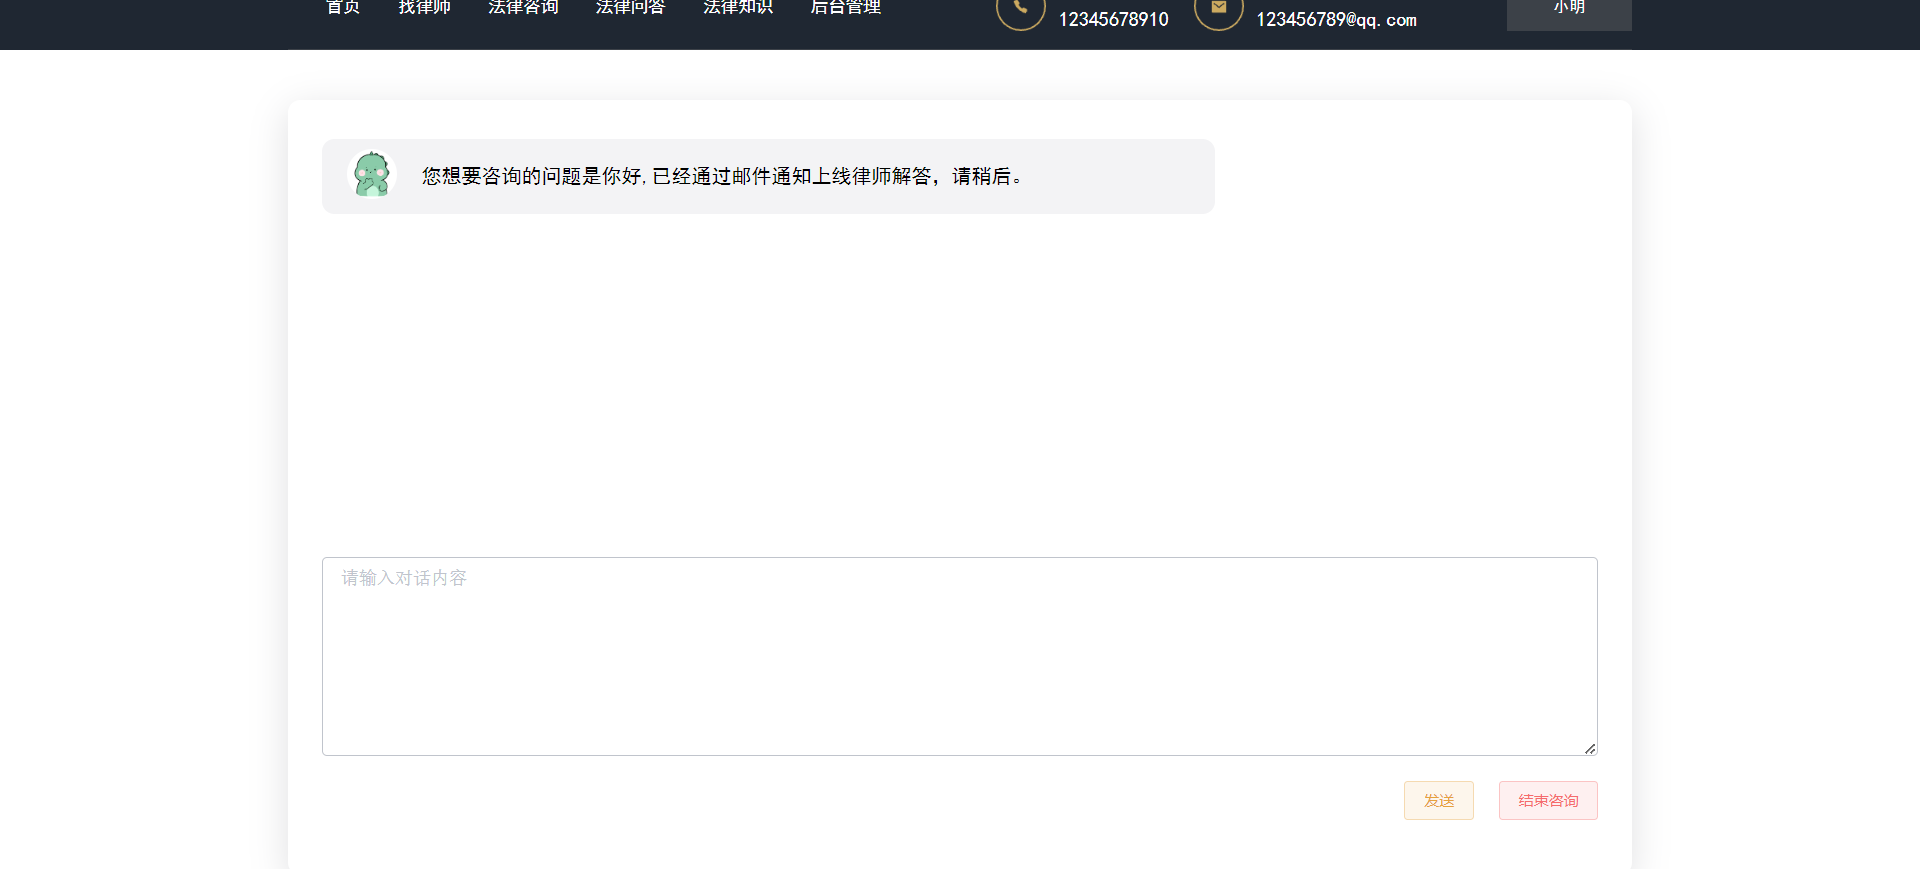 首页 找律师 法律咨询 法律问答 法律知识 后台管理 12345678910 123456789@qq.com 小明
您想要咨询的问题是你好,已经通过邮件通知上线律师解答，请稍后。
请输入对话内容
发送 结束咨询